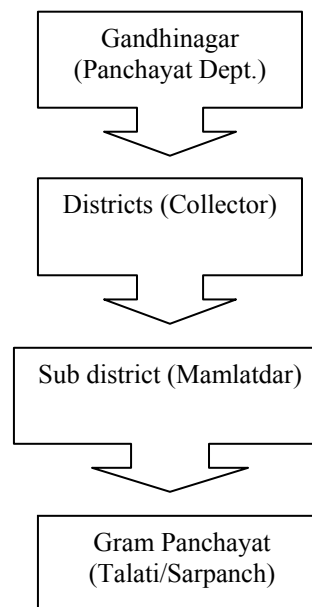 Gandhinagar
(Panchayat Dept.)
Districts (Collector)
Sub district (Mamlatdar)
Gram Panchayat
(Talati/Sarpanch)